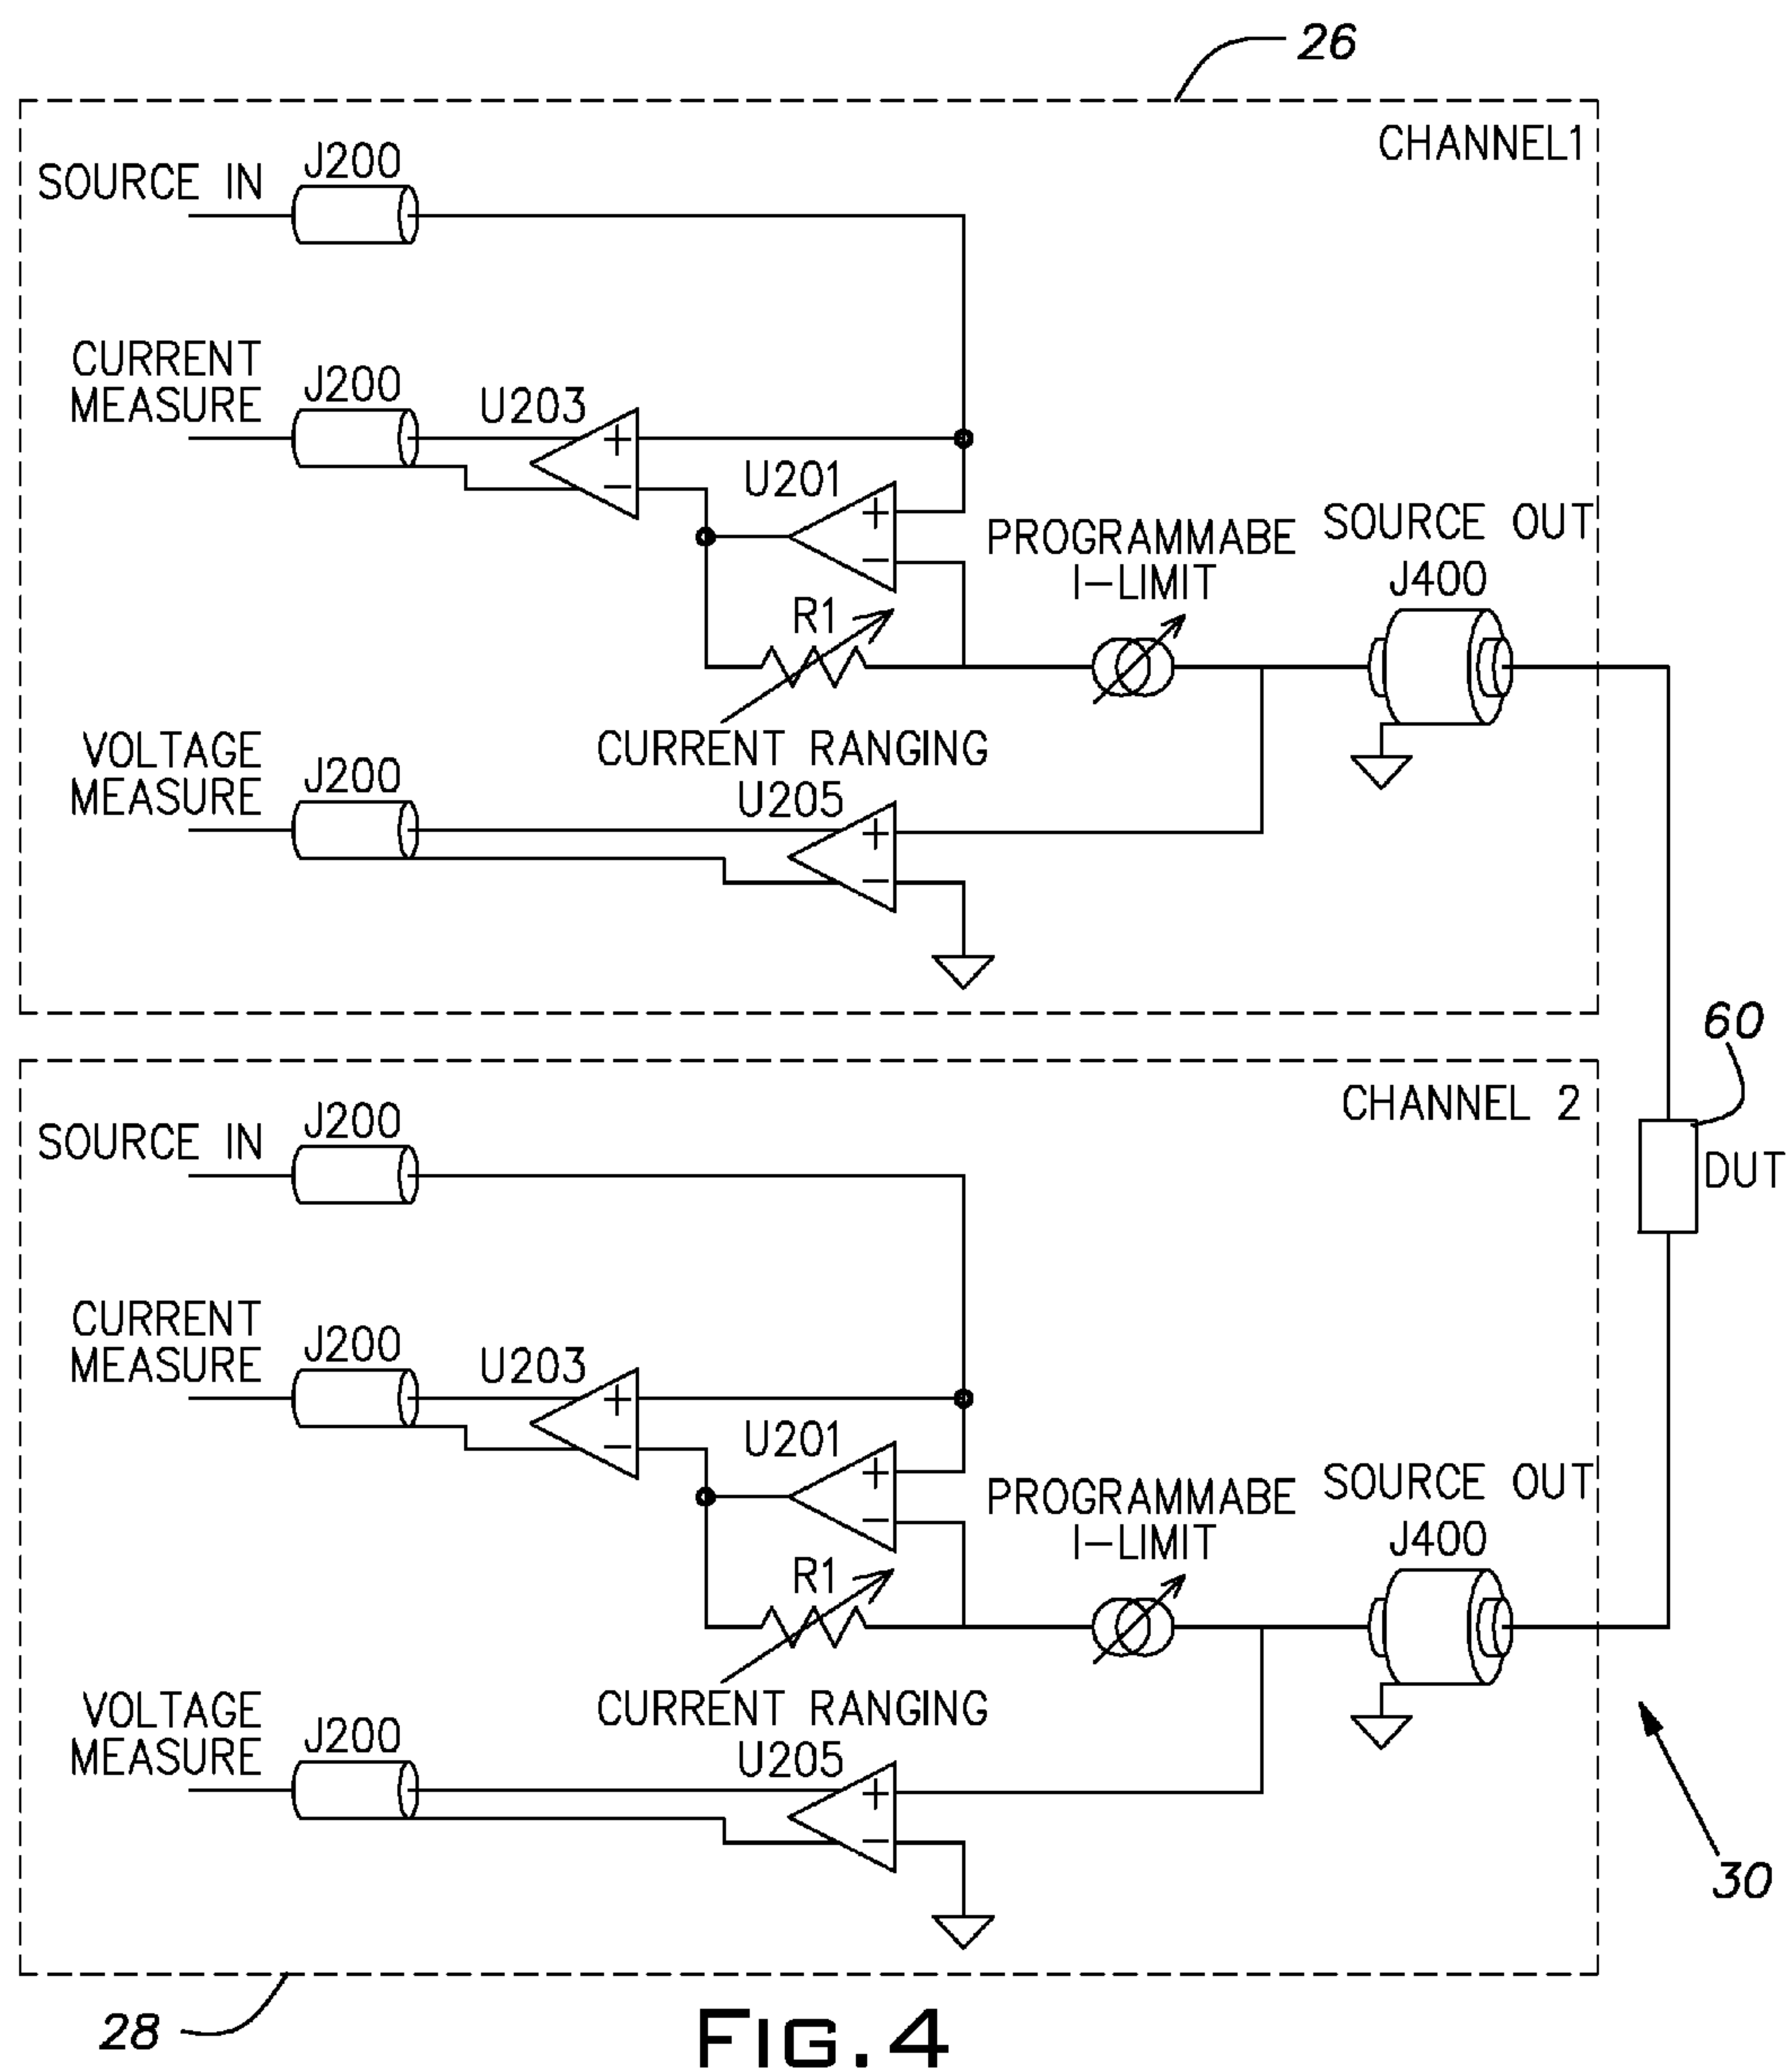 26
CHANNEL1
SOURCE IN
J200
CURRENT
MEASURE
J200
U203
+
−
U201
+
−
PROGRAMMABE
I-LIMIT
SOURCE OUT
J400
R1
CURRENT RANGING
VOLTAGE
MEASURE
J200
U205
+
−
60
DUT
CHANNEL 2
SOURCE IN
J200
CURRENT
MEASURE
J200
U203
+
−
U201
+
−
PROGRAMMABE
I-LIMIT
SOURCE OUT
J400
R1
CURRENT RANGING
VOLTAGE
MEASURE
J200
U205
+
−
30
28
FIG.4